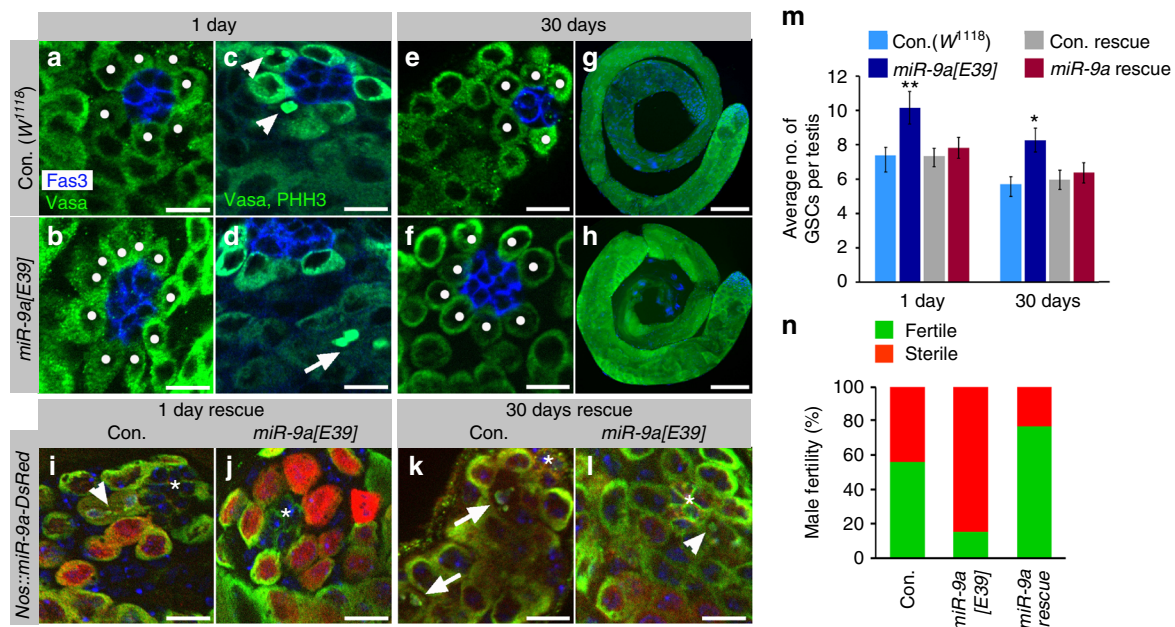 1 day
30 days
Con. (W1118)
miR-9a[E39]
a
c
e
g
Fas3
Vasa
Vasa, PHH3
b
d
f
h
1 day rescue
30 days rescue
Con.
miR-9a[E39]
Con.
miR-9a[E39]
Nos::miR-9a-DsRed
i
*
j
*
k
*
l
*
m
Con.(W1118)
Con. rescue
miR-9a[E39]
miR-9a rescue
Average no. of
GSCs per testis
12
10
8
6
4
2
0
**
*
1 day
30 days
n
Fertile
Sterile
Male fertility (%)
100
80
60
40
20
0
Con.
miR-9a
[E39]
miR-9a
rescue